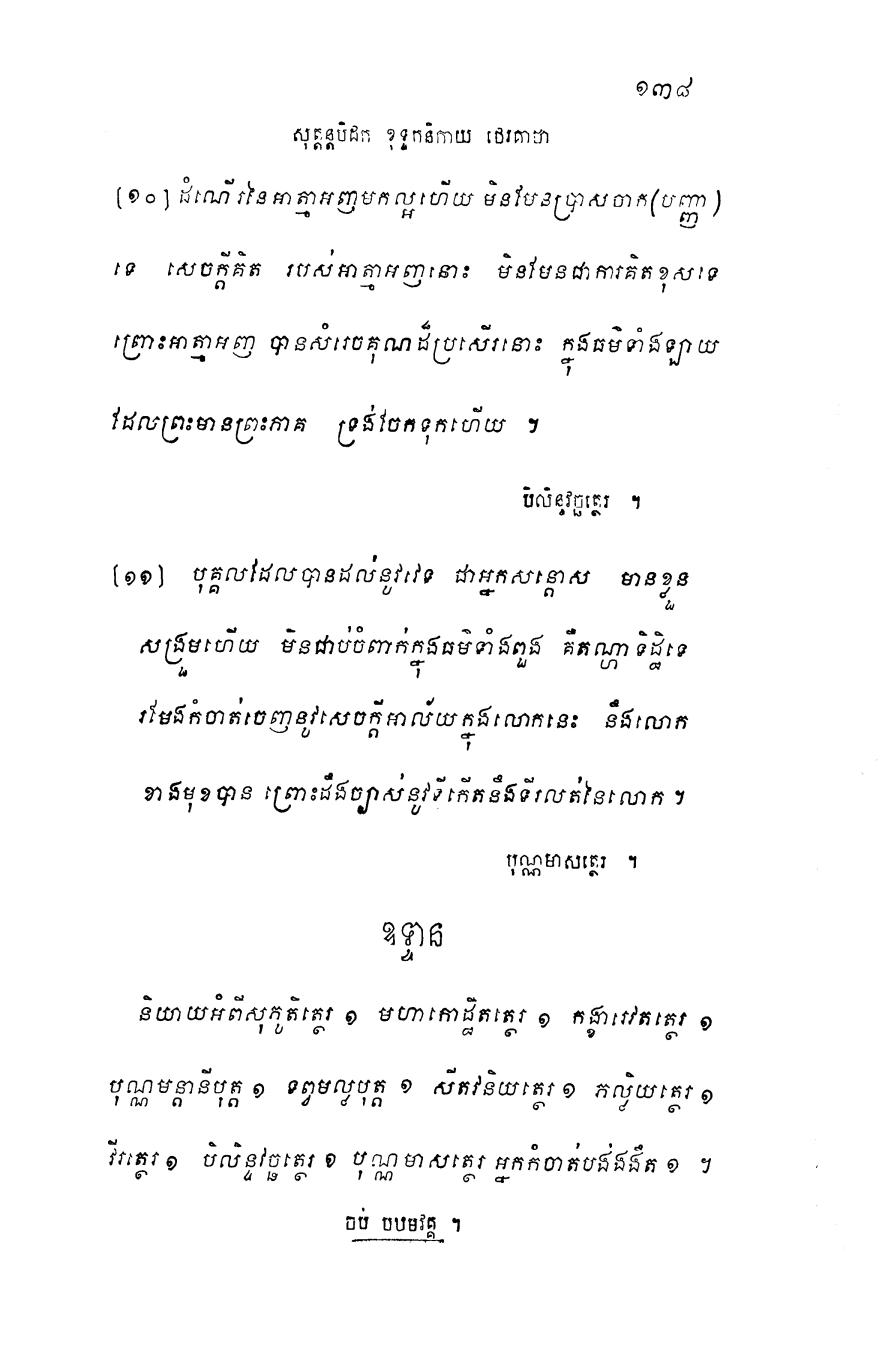 ១៣៨
សុត្តន្តបិដក ខុទ្ទកនិកាយ ថេរគាថា
(១០) ដំណើរនៃអាត្មាអញមកល្អហើយ មិនមែនប្រាសចាក(បញ្ញា)
ទេ សេចក្ដីគិត របស់អាត្មាអញនោះ មិនមែនជាការគិតខុសទេ
ព្រោះអាត្មាអញ បានសំរេចគុណដ៏ប្រសើរនោះ ក្នុងធម៌ទាំងឡាយ
ដែលព្រះមានព្រះភាគ ទ្រង់ចែកទុកហើយ ។
បិលិន្ទវច្ឆត្ថេរ ។
(១១) បុគ្គលដែលបានដល់នូវវេទ ជាអ្នកសន្តោស មានខ្លួន
សង្រួមហើយ មិនជាប់ចំពាក់ក្នុងធម៌ទាំងពួង គឺតណ្ហាទិដ្ឋិទេ
រមែងកំចាត់ចេញនូវសេចក្ដីអាល័យក្នុងលោកនេះ នឹងលោក
ខាងមុខបាន ព្រោះដឹងច្បាស់នូវទីកើតនឹងទីរលត់នៃលោក ។
បុណ្ណមាសត្ថេរ ។
ឧទ្ទាន
និយាយអំពីសុភូតិត្ថេរ ១ មហាកោដ្ឋិតត្ថេរ ១ កង្ខារេវតត្ថេរ ១
បុណ្ណមន្តានីបុត្ត ១ ទព្វមល្លបុត្ត ១ សីតវនិយត្ថេរ ១ ភល្លិយត្ថេរ ១
វីរត្ថេរ ១ បិលិន្ទវច្ឆត្ថេរ ១ បុណ្ណមាសត្ថេរ អ្នកកំចាត់បង់ងងឹត ១ ។
ចប់ បឋមវគ្គ ។